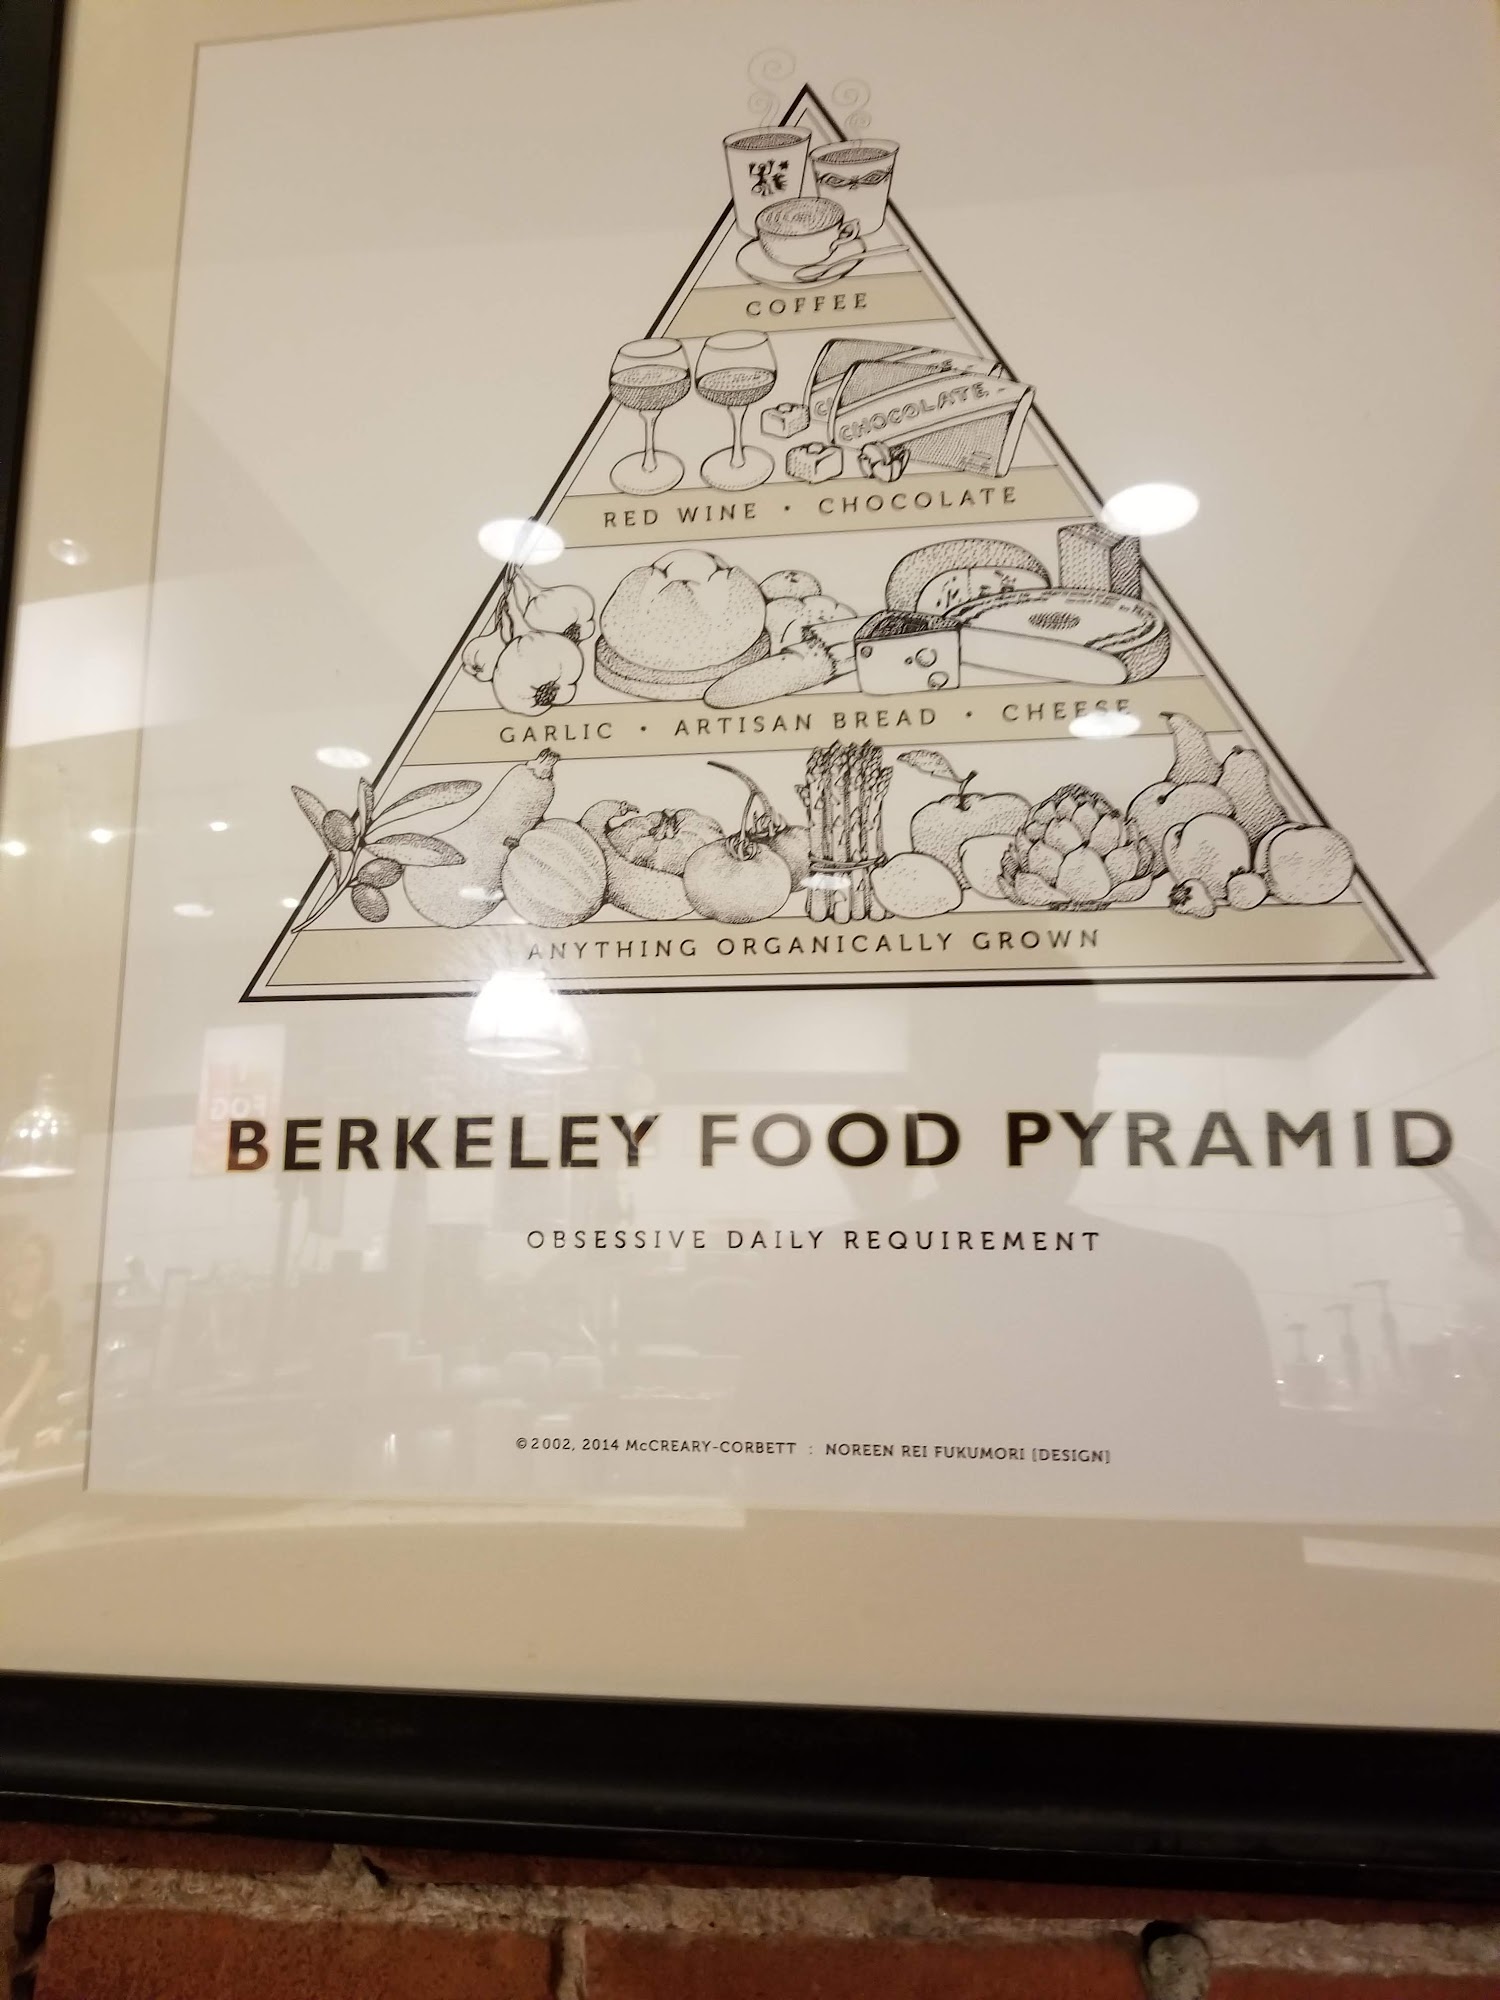 COFFEE
CHOCOLATE
RED WINE • CHOCOLATE
GARLIC • ARTISAN BREAD • CHEESE
ANYTHING ORGANICALLY GROWN
BERKELEY FOOD PYRAMID
OBSESSIVE DAILY REQUIREMENT
©2002, 2014 McCREARY-CORBETT : NOREEN REI FUKUMORI [DESIGN]